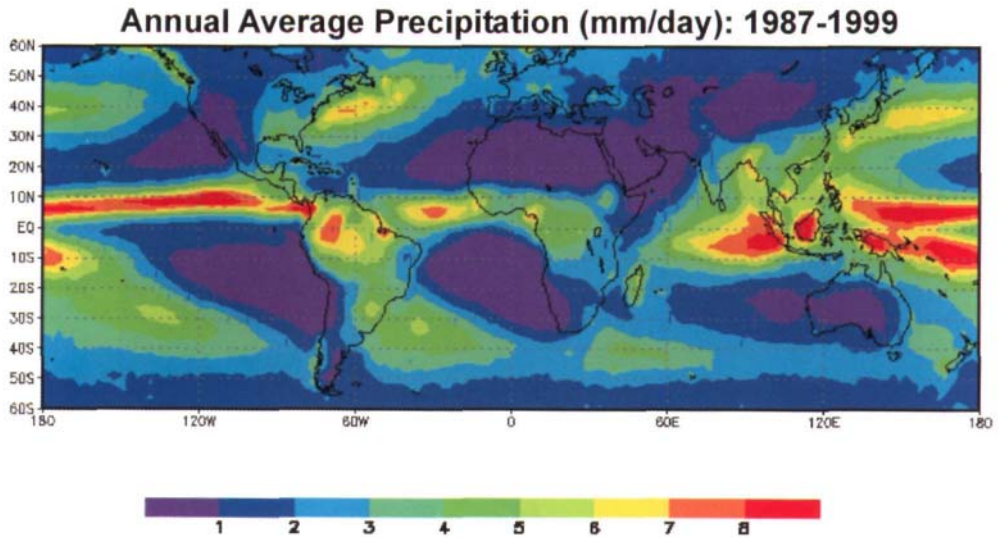 Annual Average Precipitation (mm/day): 1987-1999
60N
50N
40N
30N
20N
10N
EQ
10S
20S
30S
40S
50S
60S
180 120W 60W 0 60E 120E 180
1 2 3 4 5 6 7 8